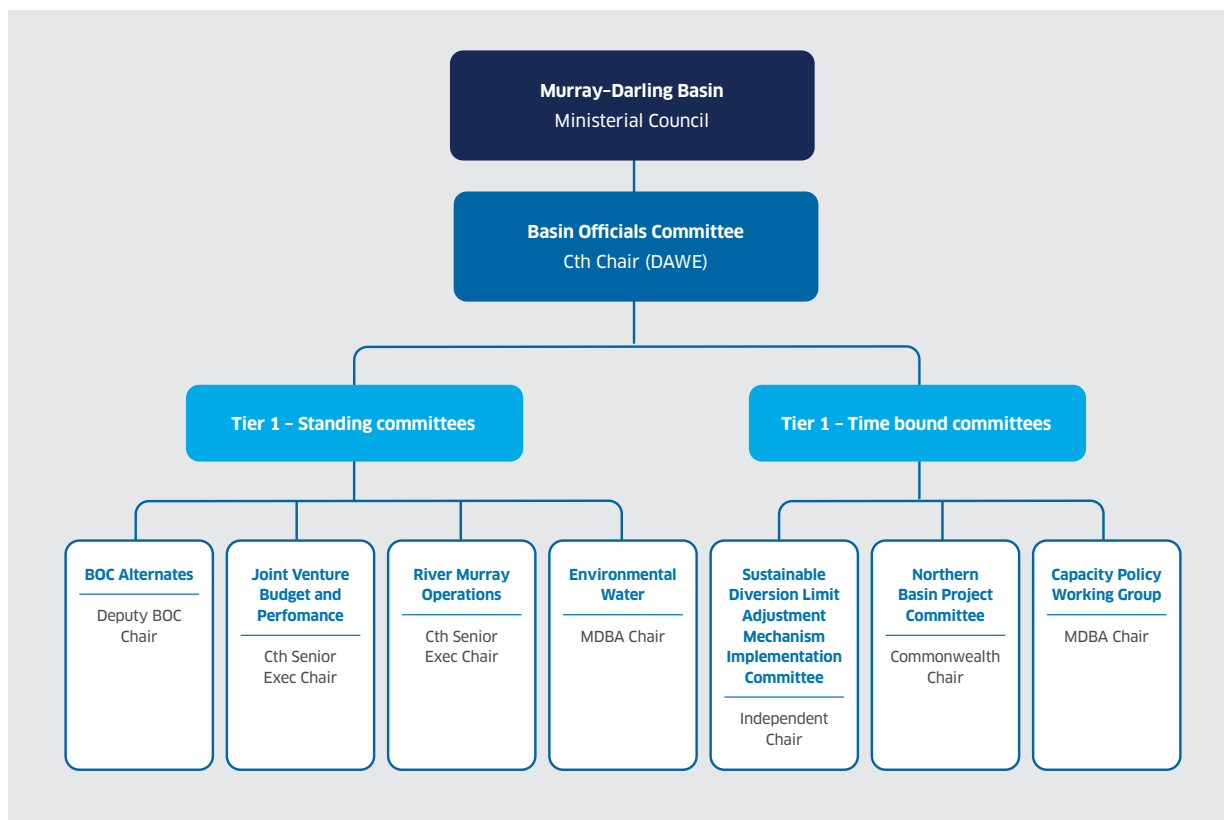 Murray–Darling Basin
Ministerial Council
Basin Officials Committee
Cth Chair (DAWE)
Tier 1 – Standing committees
Tier 1 – Time bound committees
BOC Alternates
Deputy BOC
Chair
Joint Venture
Budget and
Perfomance
Cth Senior
Exec Chair
River Murray
Operations
Cth Senior
Exec Chair
Environmental
Water
MDBA Chair
Sustainable
Diversion Limit
Adjustment
Mechanism
Implementation
Committee
Independent
Chair
Northern
Basin Project
Committee
Commonwealth
Chair
Capacity Policy
Working Group
MDBA Chair